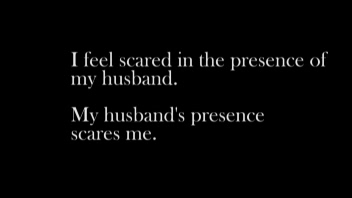 I feel scared in the presence of
my husband.
My husband's presence
scares me.